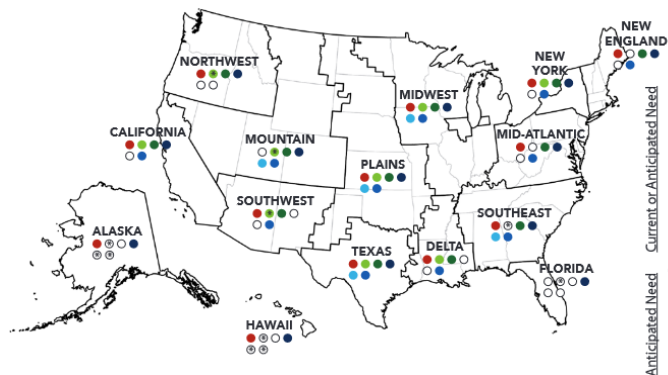 NEW
ENGLAND
NORTHWEST
NEW
YORK
MIDWEST
CALIFORNIA
MOUNTAIN
MID-ATLANTIC
PLAINS
SOUTHWEST
SOUTHEAST
ALASKA
TEXAS
DELTA
FLORIDA
HAWAII
Current or Anticipated Need
Anticipated Need